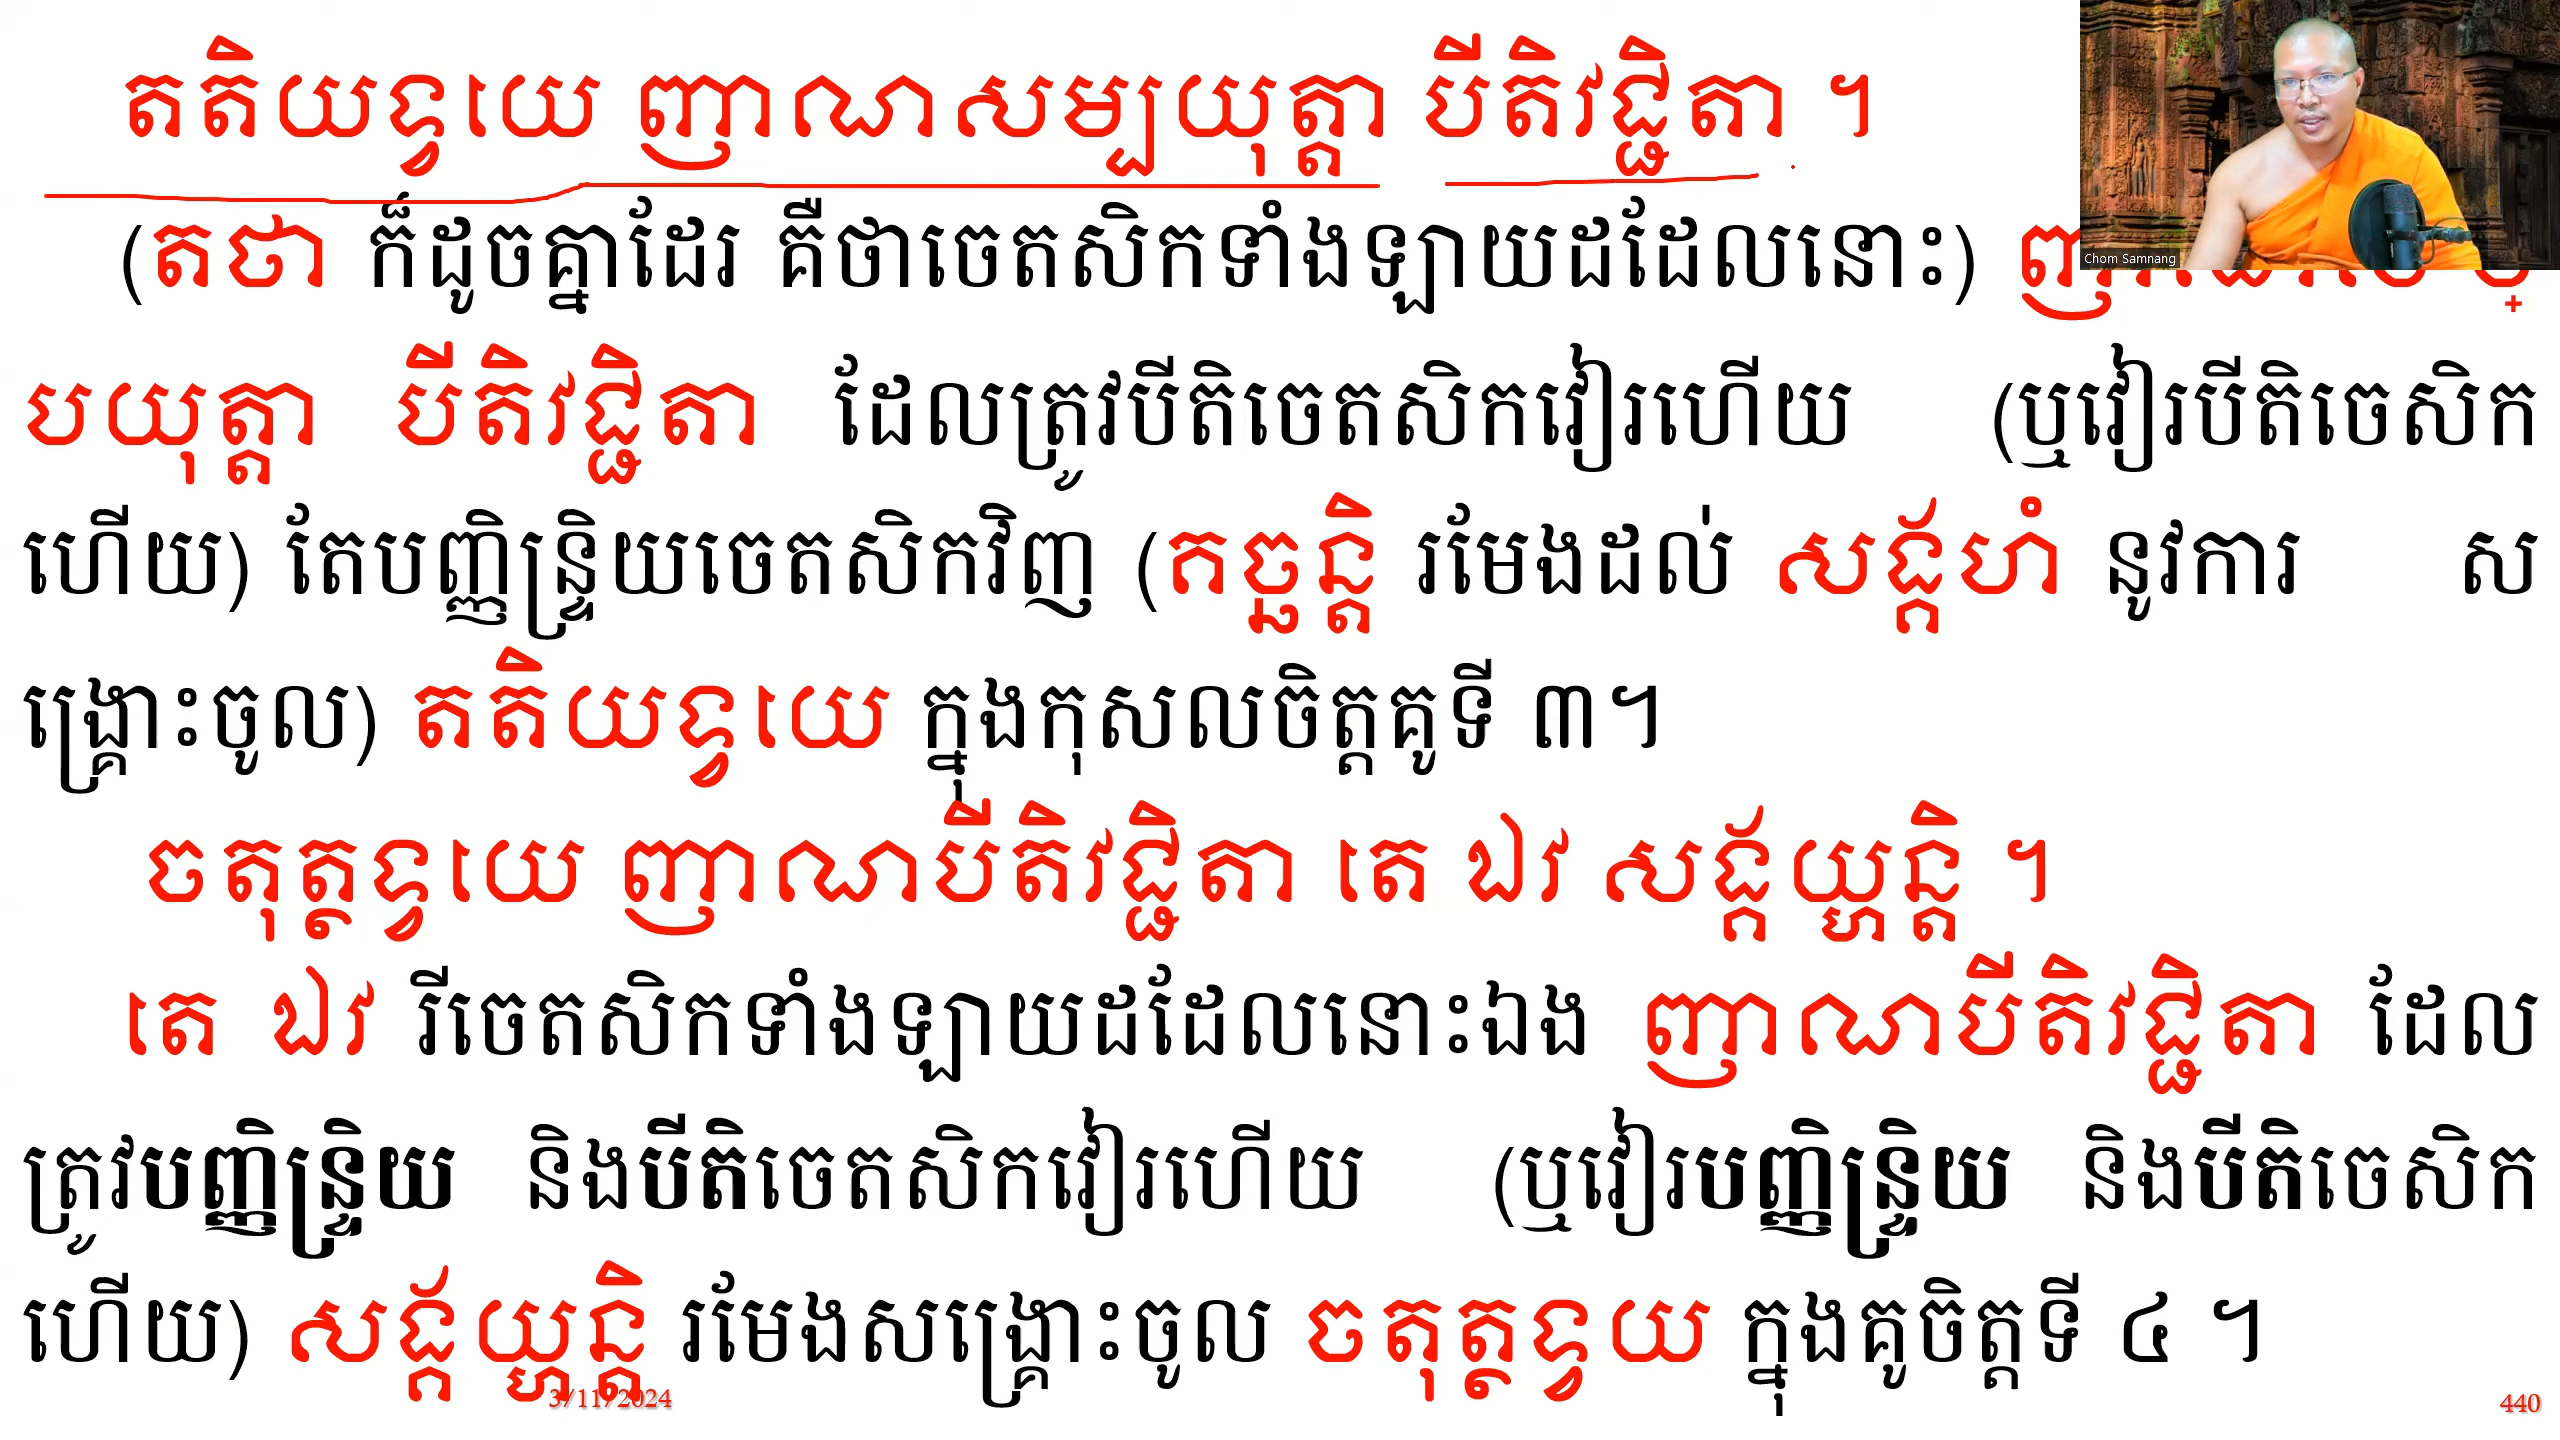 តតិយទ្វយេ ញាណសម្បយុត្តា បីតិវជ្ជិតា ។
Chom Samnang
(តថា ក៏ដូចគ្នាដែរ គឺថាចេតសិកទាំងឡាយដដែលនោះ)
បយុត្តា បីតិវជ្ជិតា ដែលត្រូវបីតិចេតសិកវៀរហើយ (ឬវៀរបីតិចេសិក
ហើយ) តែបញ្ញិន្ទ្រិយចេតសិកវិញ (គច្ឆន្តិ រមែងដល់ សង្គ័ហំ នូវការ ស
ង្គ្រោះចូល) តតិយទ្វយេ ក្នុងកុសលចិត្តគូទី ៣។
ចតុត្ថទ្វយេ ញាណបីតិវជ្ជិតា តេ ឯវ សង្គ័យ្ហន្តិ ។
តេ ឯវ រីចេតសិកទាំងឡាយដដែលនោះឯង ញាណបីតិវជ្ជិតា ដែល
ត្រូវបញ្ញិន្ទ្រិយ និងបីតិចេតសិកវៀរហើយ (ឬវៀរបញ្ញិន្ទ្រិយ និងបីតិចេសិក
ហើយ) សង្គ័យ្ហន្តិ រមែងសង្គ្រោះចូល ចតុត្ថទ្វយ ក្នុងគូចិត្តទី ៤ ។
3/11/2024
440